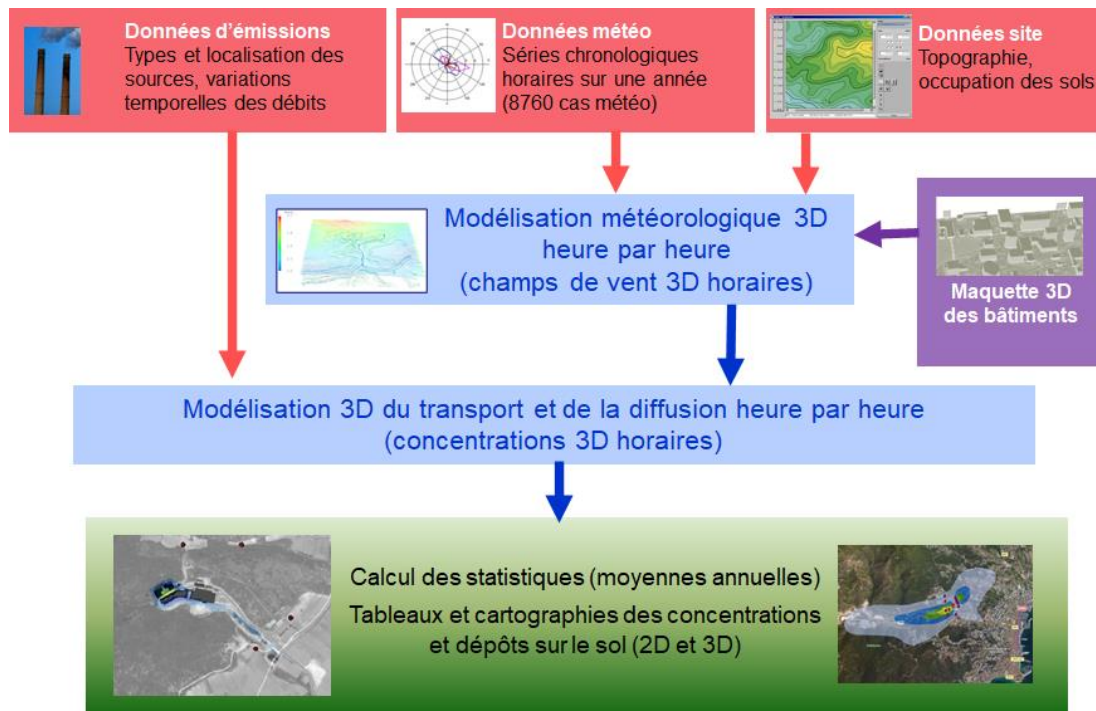 Données d'émissions
Types et localisation des
sources, variations
temporelles des débits
Données météo
Séries chronologiques
horaires sur une année
(8760 cas météo)
Données site
Topographie,
occupation des sols
Modélisation météorologique 3D
heure par heure
(champs de vent 3D horaires)
Maquette 3D
des bâtiments
Modélisation 3D du transport et de la diffusion heure par heure
(concentrations 3D horaires)
Calcul des statistiques (moyennes annuelles)
Tableaux et cartographies des concentrations
et dépôts sur le sol (2D et 3D)